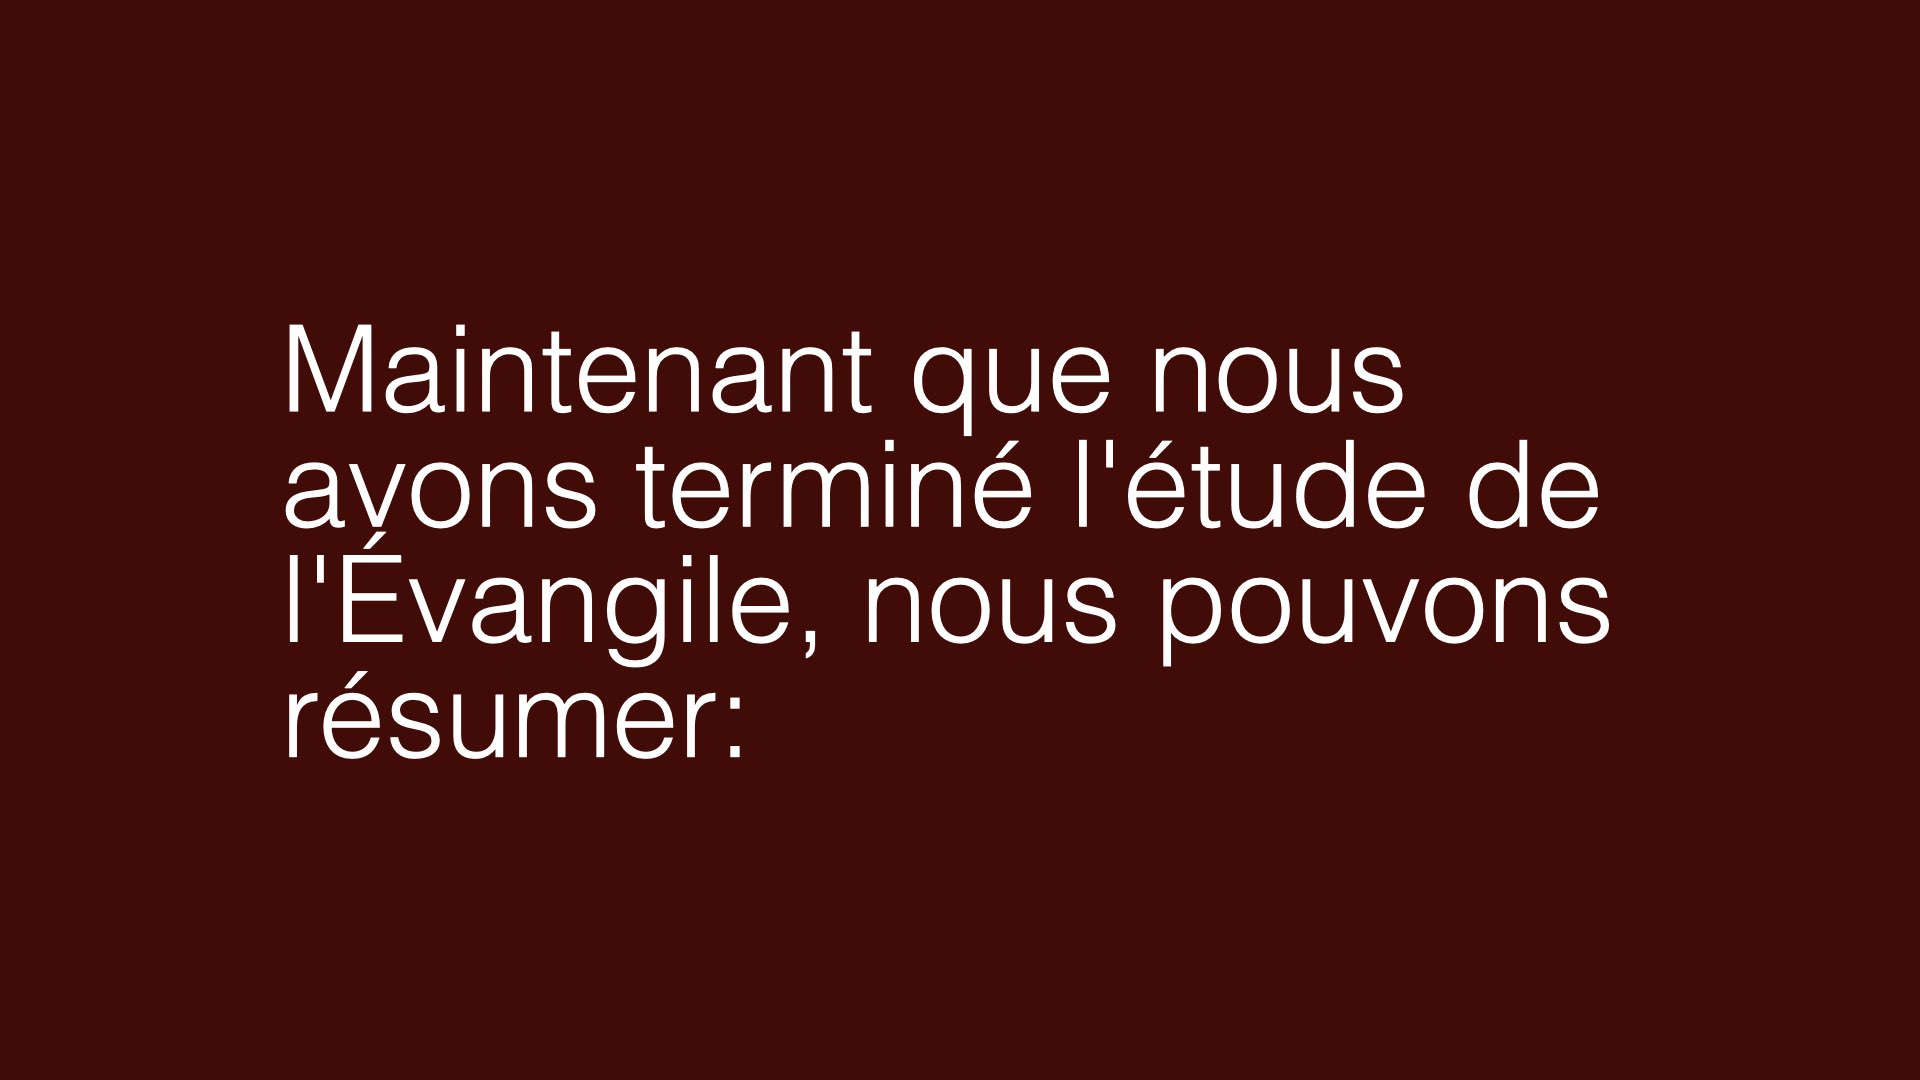 Maintenant que nous
avons terminé l'étude de
l'Évangile, nous pouvons
résumer: